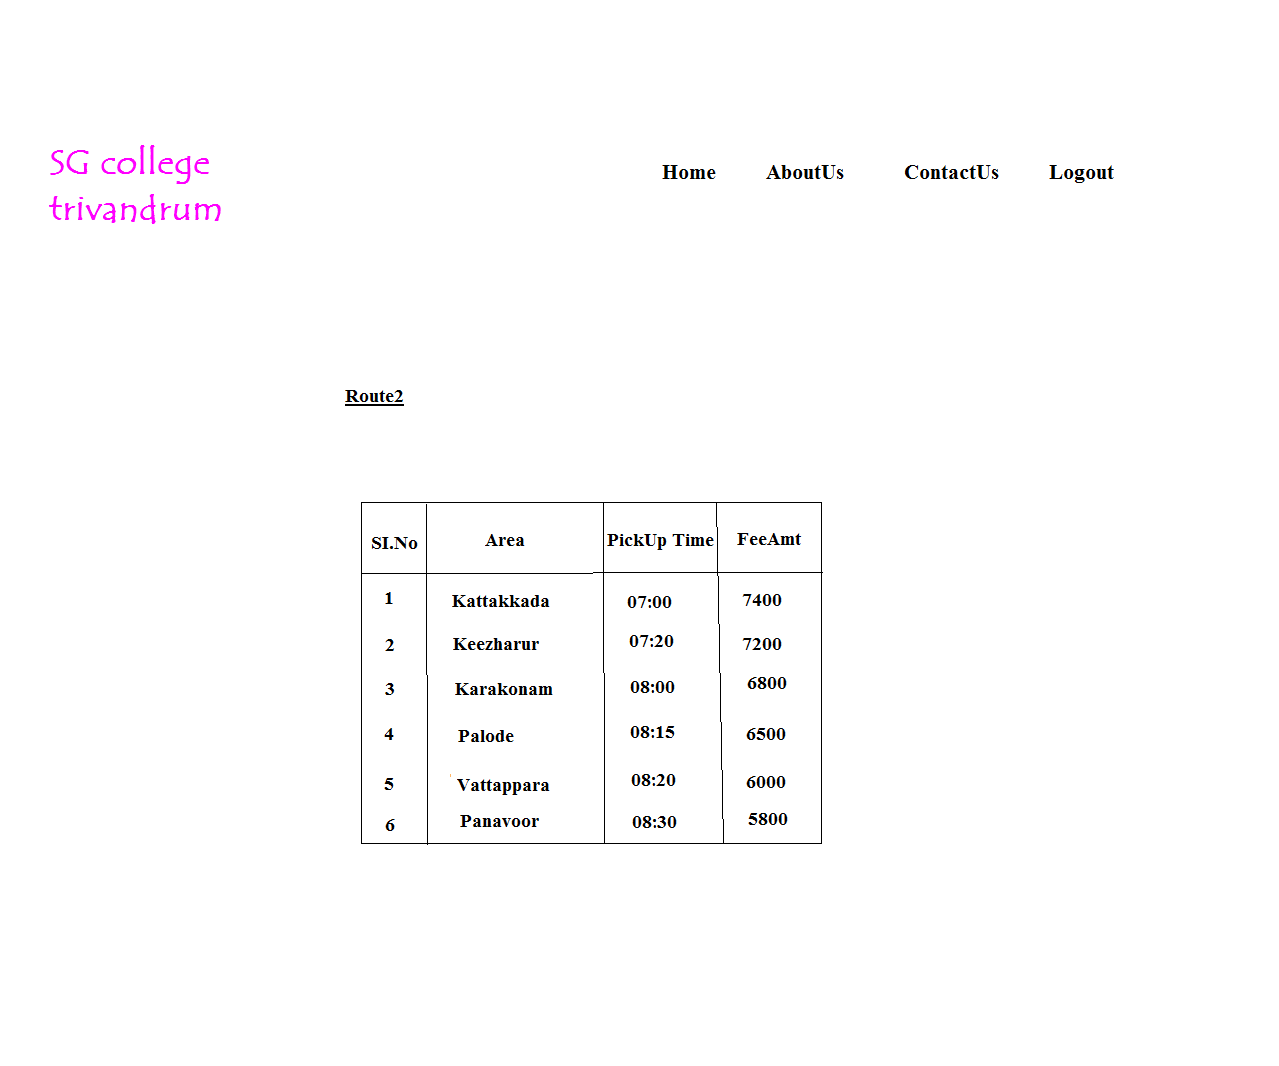 SG college
trivandrum
Home AboutUs ContactUs Logout
Route2
SI.No Area PickUp Time FeeAmt
1 Kattakkada 07:00 7400
2 Keezharur 07:20 7200
3 Karakonam 08:00 6800
4 Palode 08:15 6500
5 Vattappara 08:20 6000
6 Panavoor 08:30 5800